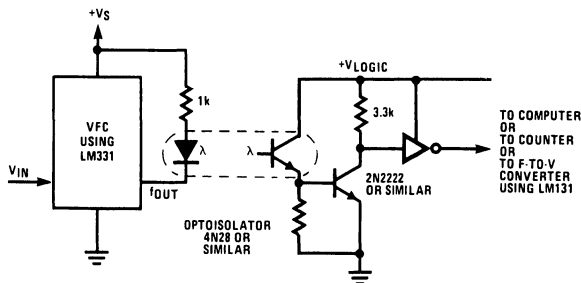 +VS
1k
VFC
USING
LM331
VIN
fOUT
λ
λ
+VLOGIC
3.3k
2N2222
OR SIMILAR
OPTOISOLATOR
4N28 OR
SIMILAR
TO COMPUTER
OR
TO COUNTER
OR
TO F-TO-V
CONVERTER
USING LM131